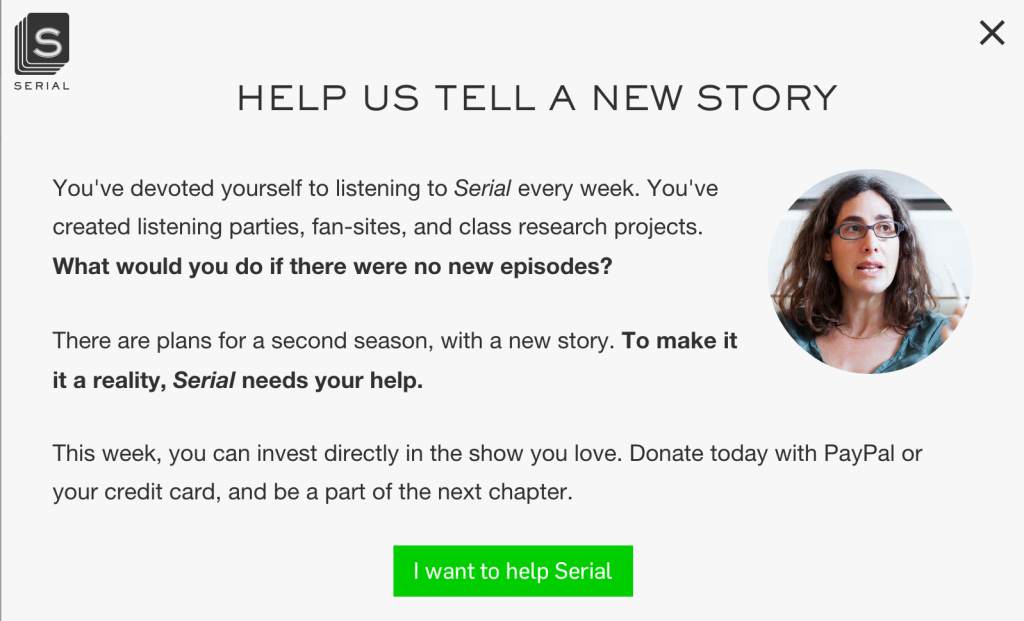 S
SERIAL
HELP US TELL A NEW STORY
You've devoted yourself to listening to Serial every week. You've
created listening parties, fan-sites, and class research projects.
What would you do if there were no new episodes?
There are plans for a second season, with a new story. To make it
it a reality, Serial needs your help.
This week, you can invest directly in the show you love. Donate today with PayPal or
your credit card, and be a part of the next chapter.
I want to help Serial